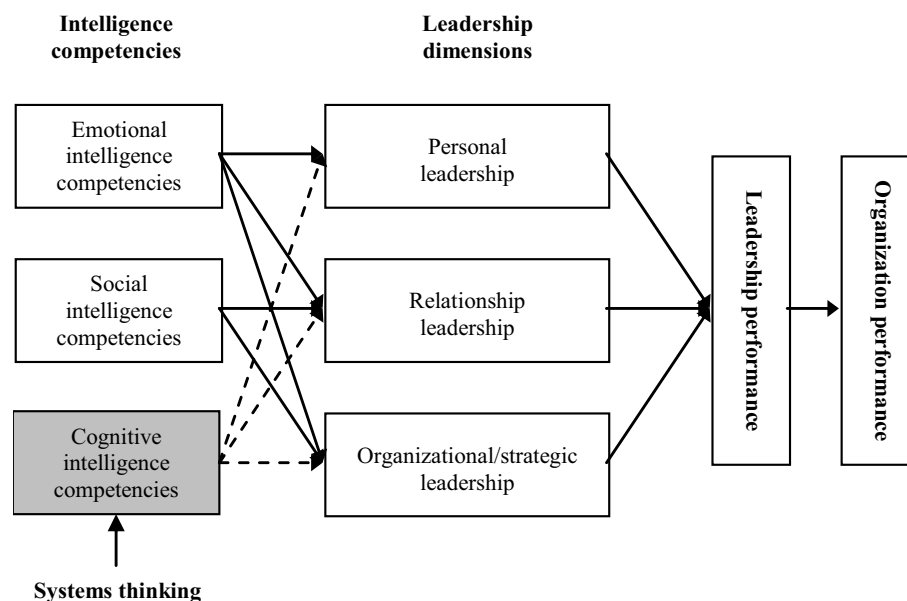 Intelligence
competencies
Leadership
dimensions
Emotional
intelligence
competencies
Personal
leadership
Social
intelligence
competencies
Relationship
leadership
Cognitive
intelligence
competencies
Organizational/strategic
leadership
Leadership performance
Organization performance
Systems thinking